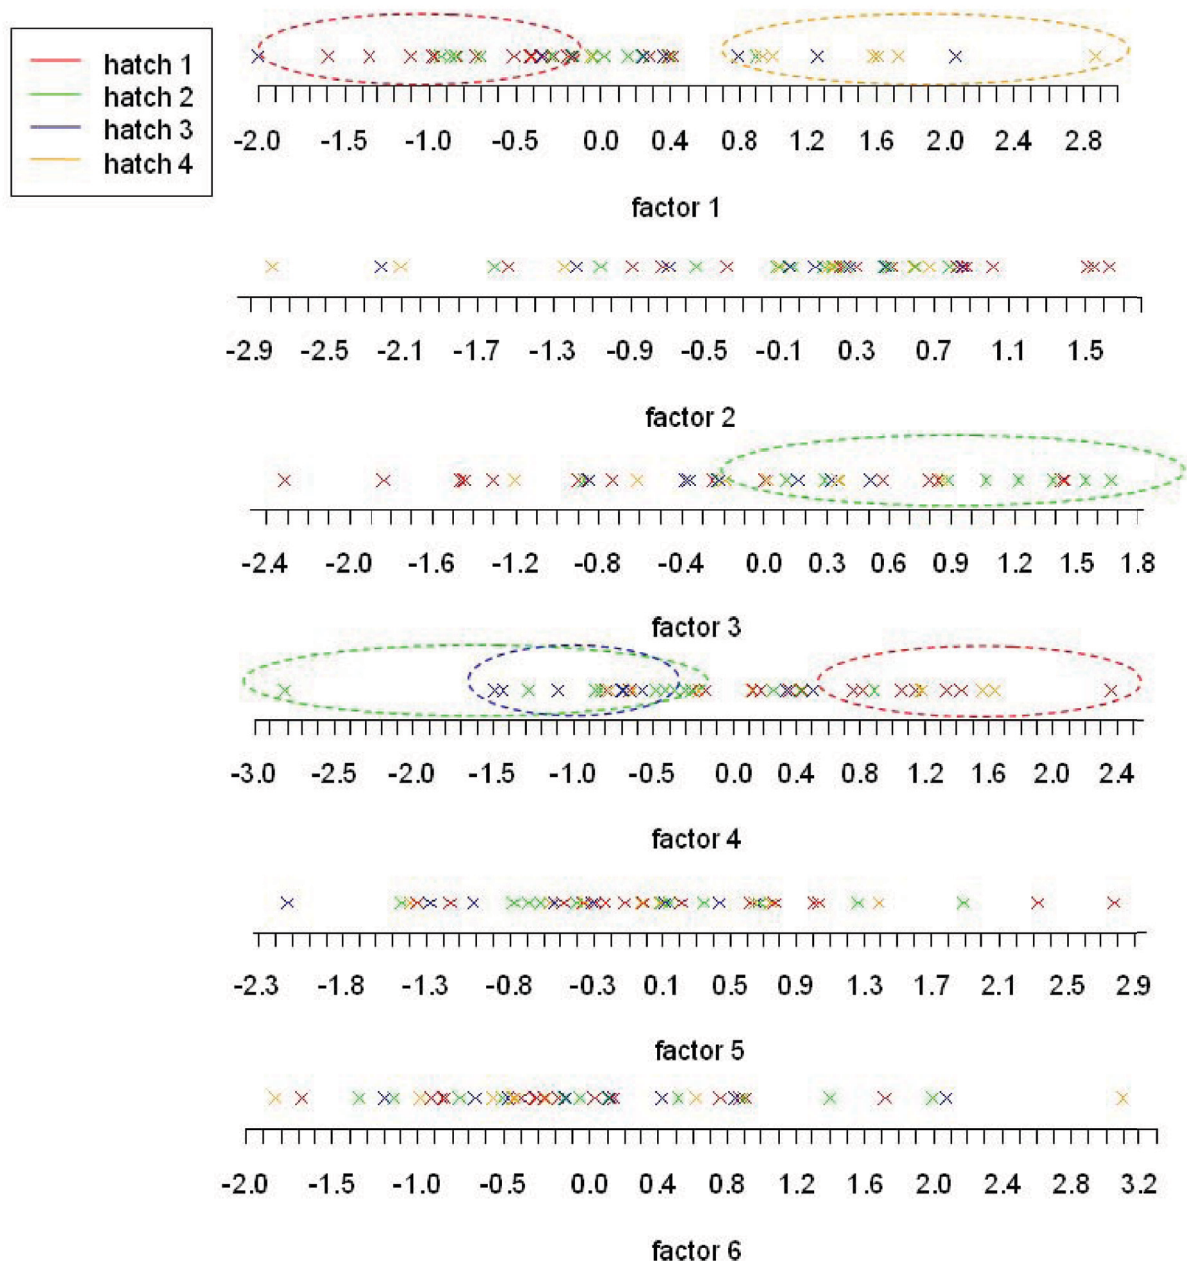 hatch 1
hatch 2
hatch 3
hatch 4
-2.0 -1.5 -1.0 -0.5 0.0 0.4 0.8 1.2 1.6 2.0 2.4 2.8
factor 1
-2.9 -2.5 -2.1 -1.7 -1.3 -0.9 -0.5 -0.1 0.3 0.7 1.1 1.5
factor 2
-2.4 -2.0 -1.6 -1.2 -0.8 -0.4 0.0 0.3 0.6 0.9 1.2 1.5 1.8
factor 3
-3.0 -2.5 -2.0 -1.5 -1.0 -0.5 0.0 0.4 0.8 1.2 1.6 2.0 2.4
factor 4
-2.3 -1.8 -1.3 -0.8 -0.3 0.1 0.5 0.9 1.3 1.7 2.1 2.5 2.9
factor 5
-2.0 -1.5 -1.0 -0.5 0.0 0.4 0.8 1.2 1.6 2.0 2.4 2.8 3.2
factor 6